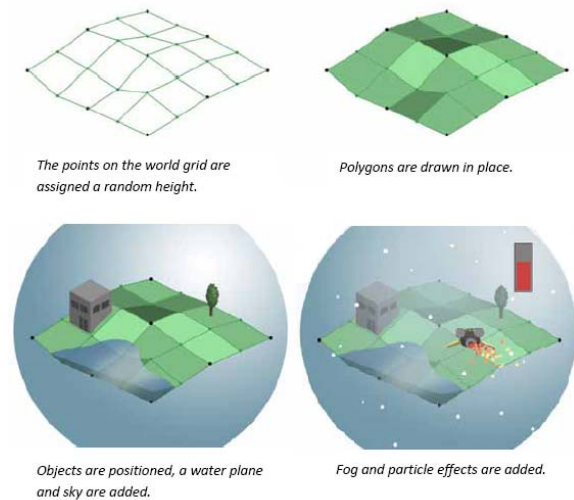 The points on the world grid are
assigned a random height.
Polygons are drawn in place.
Objects are positioned, a water plane
and sky are added.
Fog and particle effects are added.